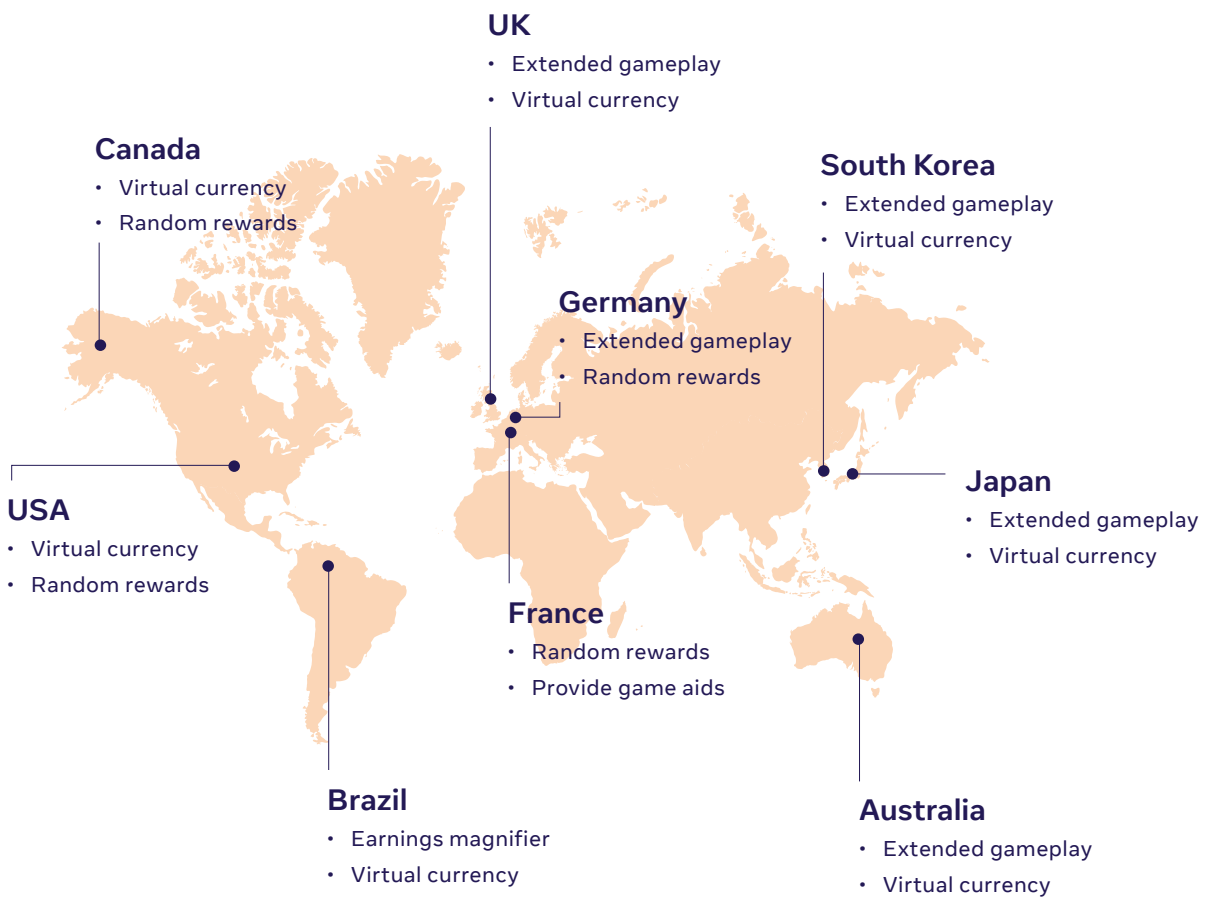 UK
• Extended gameplay
• Virtual currency
Canada
• Virtual currency
• Random rewards
South Korea
• Extended gameplay
• Virtual currency
Germany
• Extended gameplay
• Random rewards
USA
• Virtual currency
• Random rewards
Japan
• Extended gameplay
• Virtual currency
France
• Random rewards
• Provide game aids
Brazil
• Earnings magnifier
• Virtual currency
Australia
• Extended gameplay
• Virtual currency